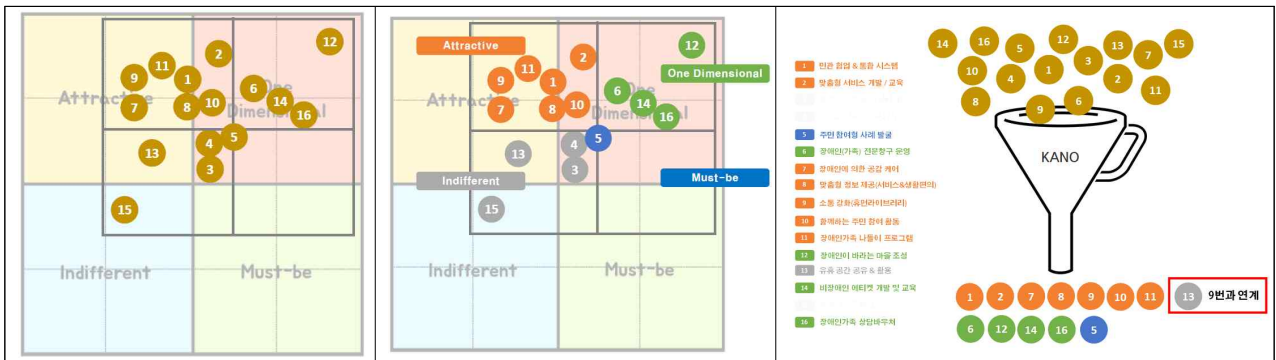 12
2
11
9
1
6
Attractive
One
Dimensional
7
8
10
14
16
5
4
13
3
15
Indifferent
Must-be
Attractive
2
12
11
One Dimensional
9
1
6
7
8
10
14
16
5
4
13
3
Indifferent
Must-be
15
Indifferent
Must-be
1 민관 협업 & 통합 시스템
2 맞춤형 서비스 개발 / 교육
5 주민 참여형 사례 발굴
6 장애인(가족) 전문창구 운영
7 장애인에 의한 공감 케어
8 맞춤형 정보 제공(서비스&생활편의)
9 소통 강화(휴먼라이브러리)
10 함께하는 주민 참여 활동
11 장애인가족 나들이 프로그램
12 장애인이 바라는 마을 조성
13 유휴 공간 공유 & 활용
14 비장애인 에티켓 개발 및 교육
16 장애인가족 상담바우처
14
16
5
12
13
7
15
10
4
1
3
2
11
8
9
6
KANO
1 2 7 8 9 10 11 13 9번과 연계
6 12 14 16 5